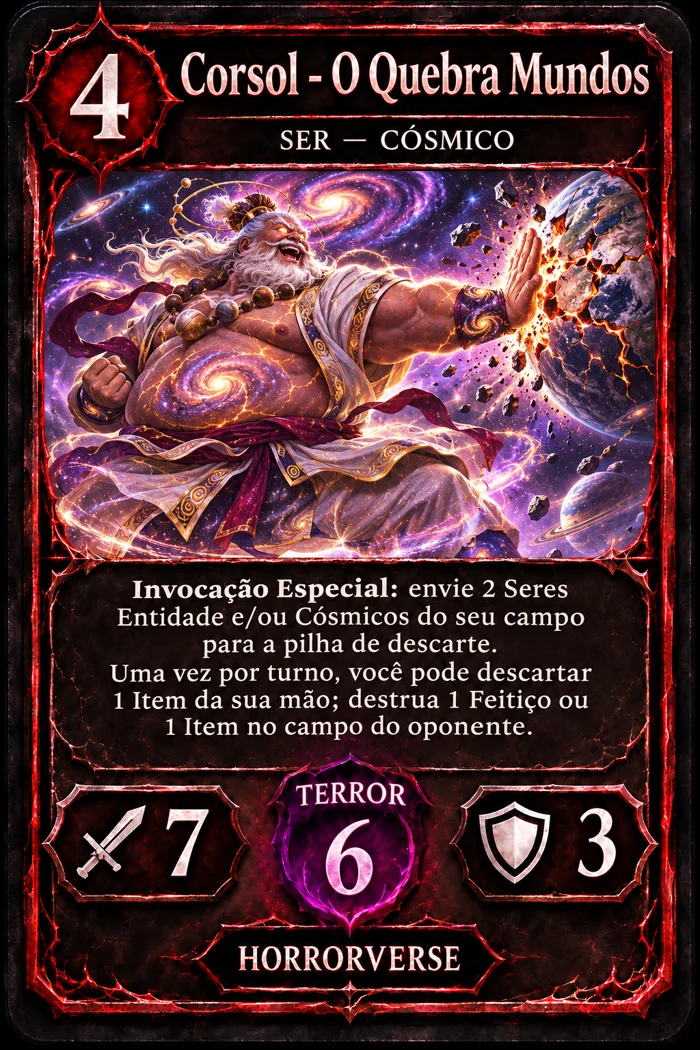 4
Corsol - O Quebra Mundos
SER — CÓSMICO
Invocação Especial: envie 2 Seres
Entidade e/ou Cósmicos do seu campo
para a pilha de descarte.
Uma vez por turno, você pode descartar
1 Item da sua mão; destrua 1 Feitiço ou
1 Item no campo do oponente.
7
TERROR
6
3
HORRORVERSE